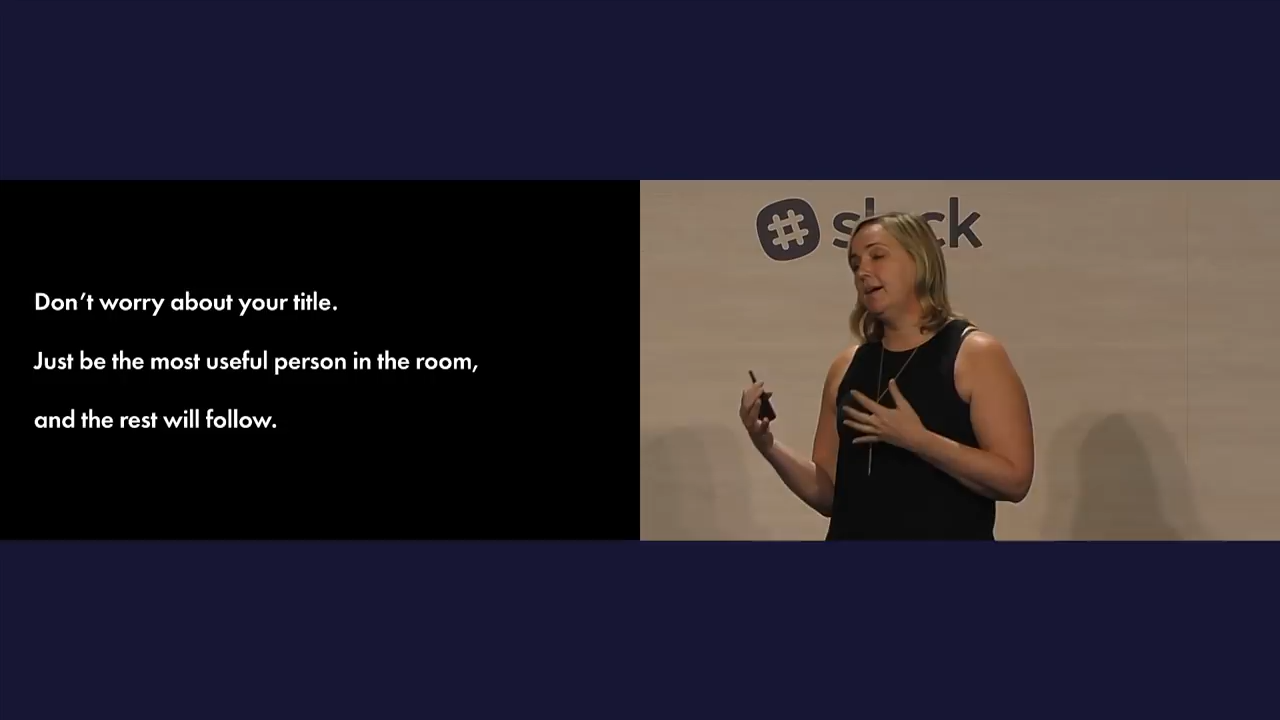 Don't worry about your title.
Just be the most useful person in the room,
and the rest will follow.
slack